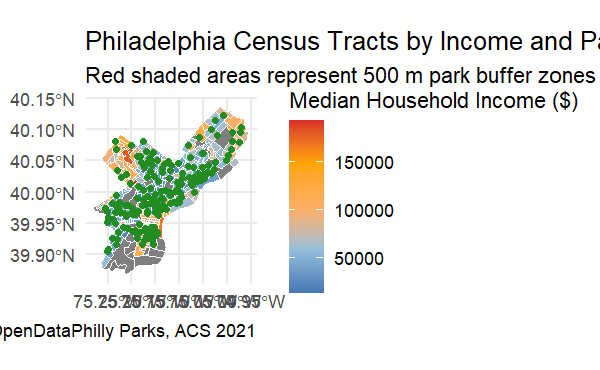 Philadelphia Census Tracts by Income and Pa
Red shaded areas represent 500 m park buffer zones
Median Household Income ($)
40.15°N
40.10°N
40.05°N
40.00°N
39.95°N
39.90°N
150000
100000
50000
OpenDataPhilly Parks, ACS 2021